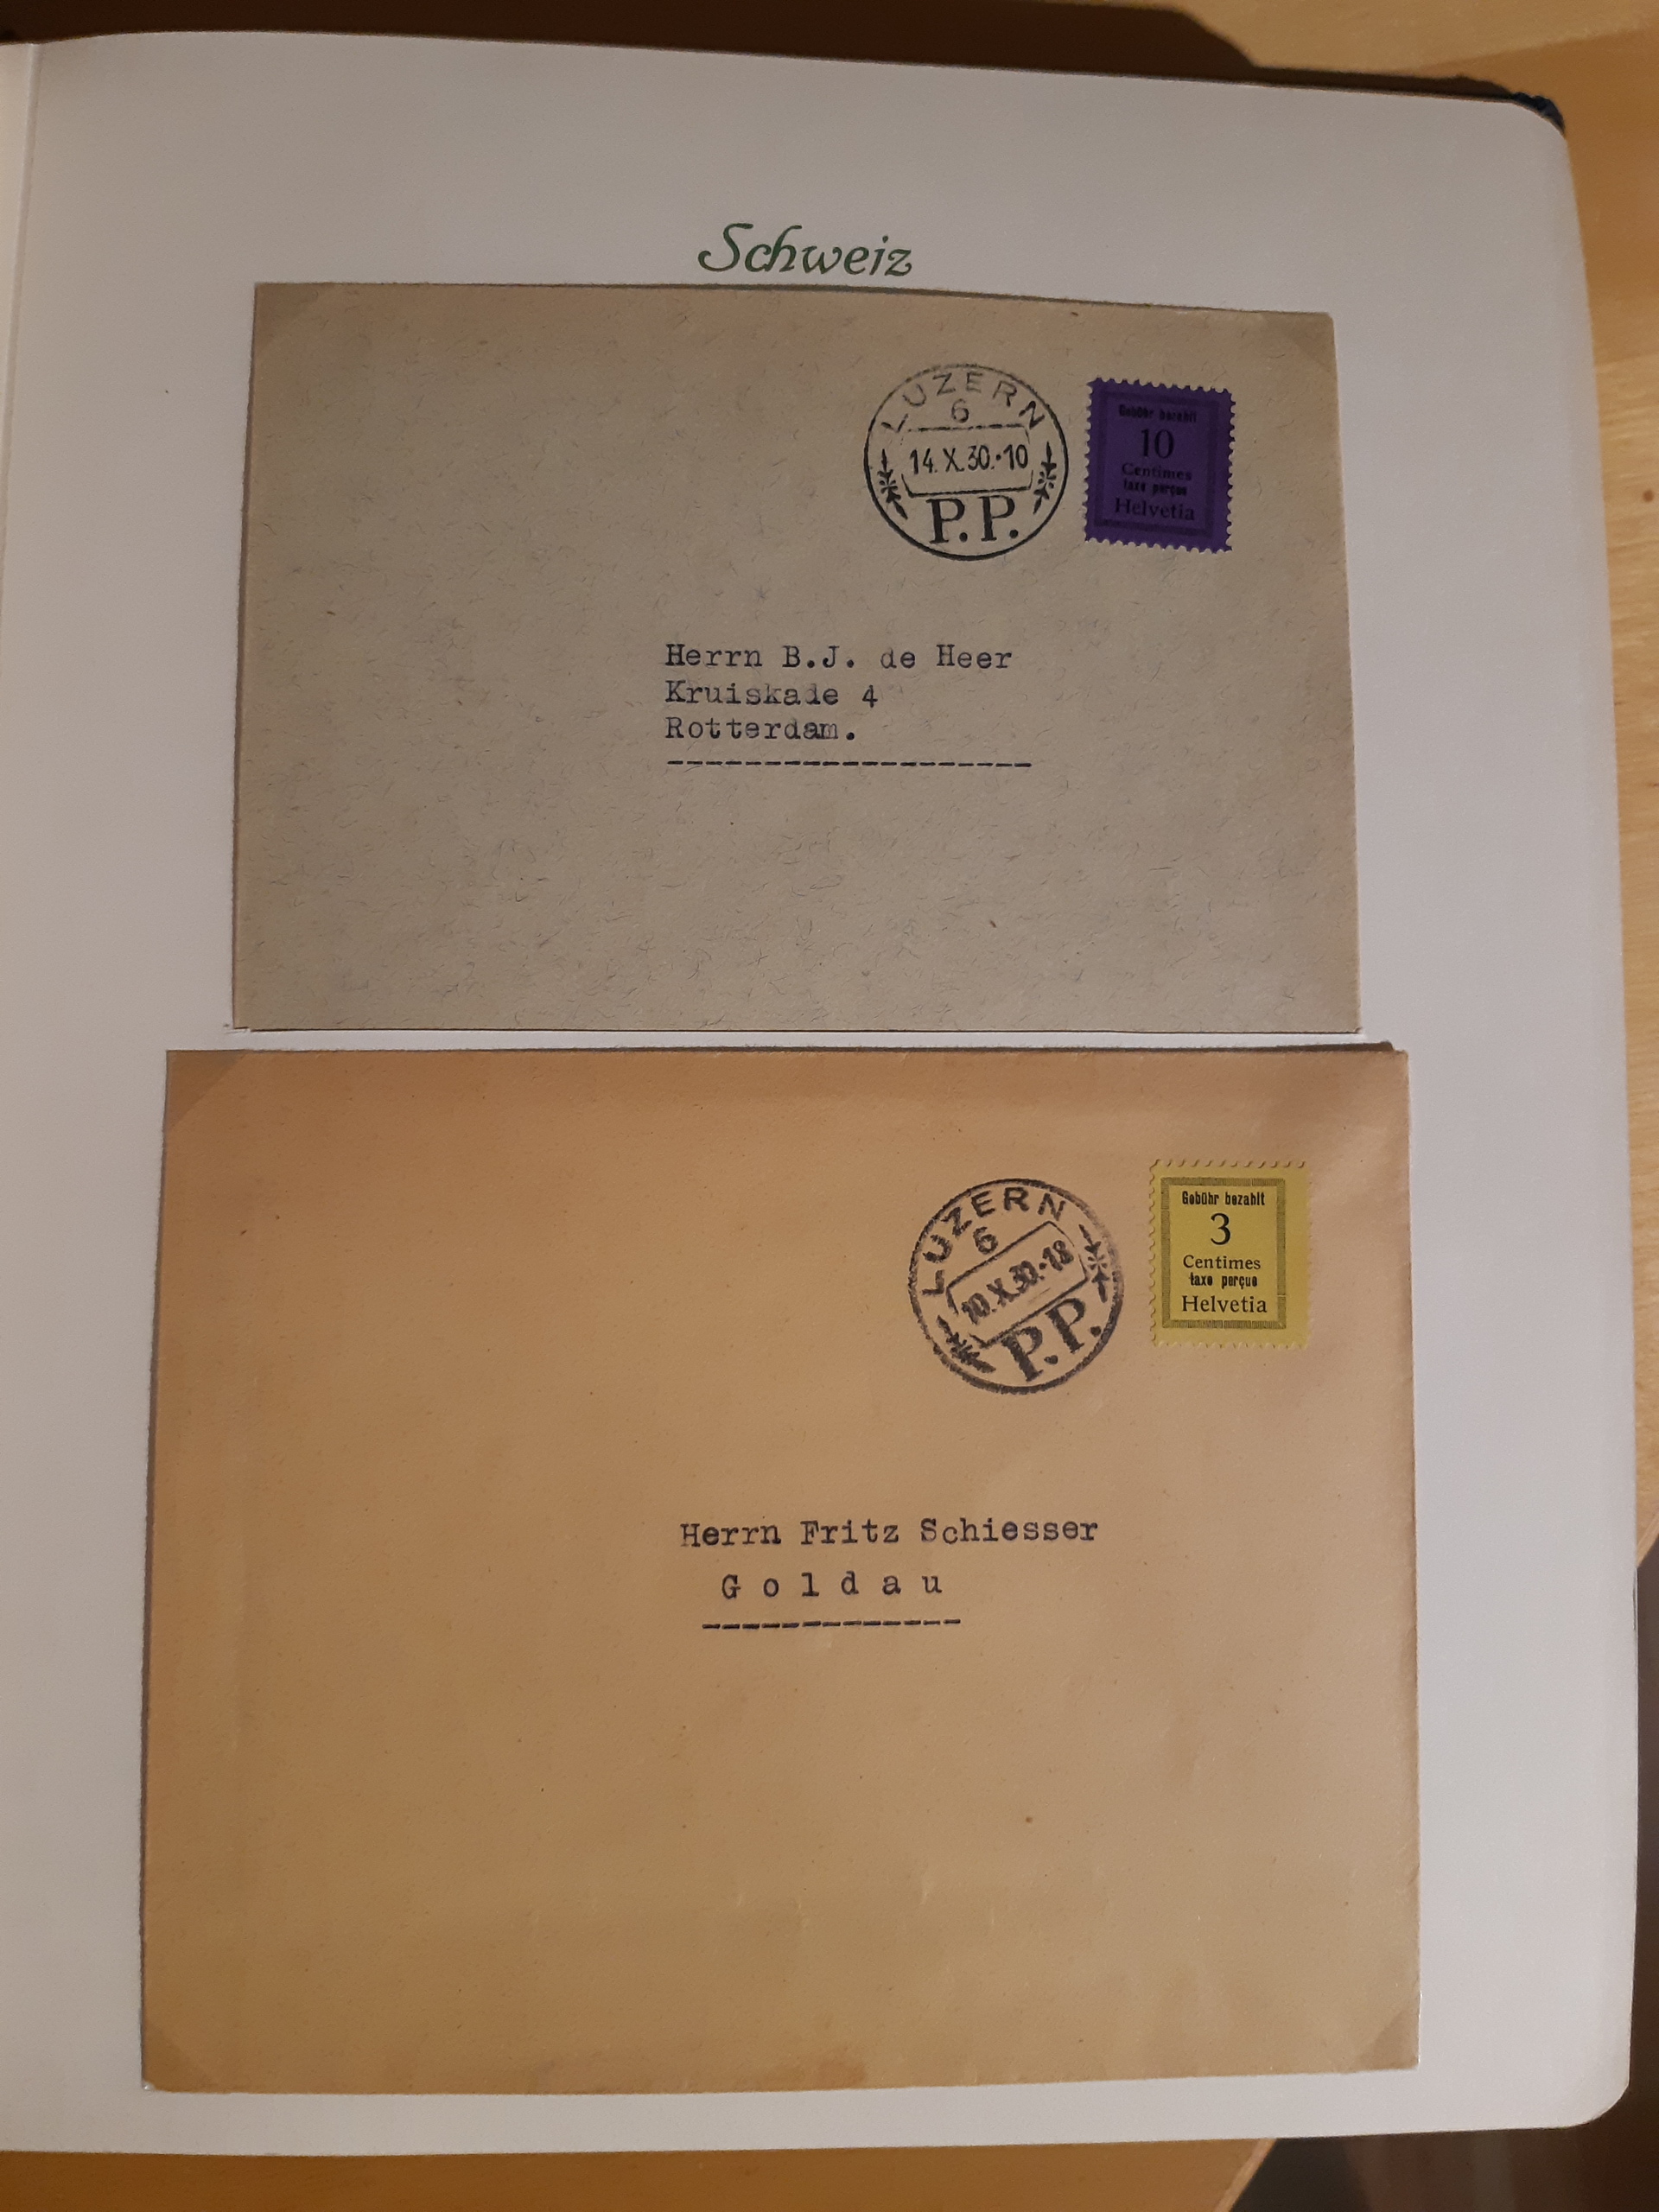 Schweiz
LUZERN
6
14.X.30.·10
P.P.
Gebühr bezahlt
10
Centimes
taxe perçue
Helvetia
Herrn B.J. de Heer
Kruiskade 4
Rotterdam.
-------------------
LUZERN
6
10.X.30.·18
P.P.
Gebühr bezahlt
3
Centimes
taxe perçue
Helvetia
Herrn Fritz Schiesser
G o l d a u
-------------